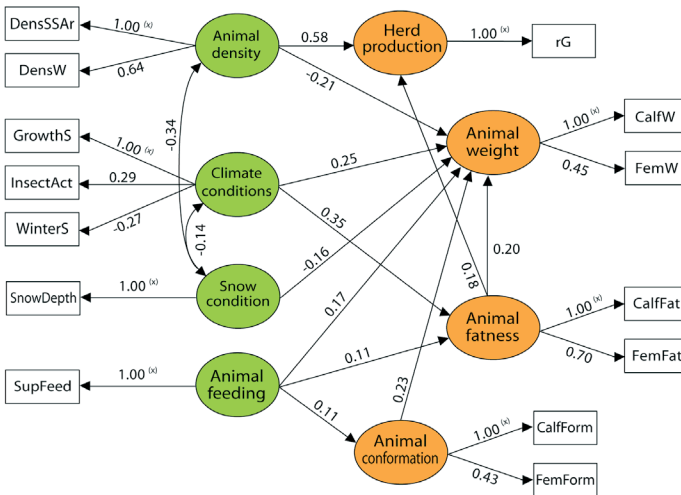 DensSSAr
DensW
GrowthS
InsectAct
WinterS
SnowDepth
SupFeed
1.00 (x)
0.64
1.00 (x)
0.29
-0.27
1.00 (x)
1.00 (x)
Animal
density
Climate
conditions
Snow
condition
Animal
feeding
-0.34
-0.14
0.58
-0.21
0.25
0.35
-0.16
0.17
0.11
0.11
0.23
0.18
0.20
Herd
production
Animal
weight
Animal
fatness
Animal
conformation
1.00 (x)
rG
1.00 (x)
CalfW
0.45
FemW
1.00 (x)
CalfFat
0.70
FemFat
1.00 (x)
CalfForm
0.43
FemForm